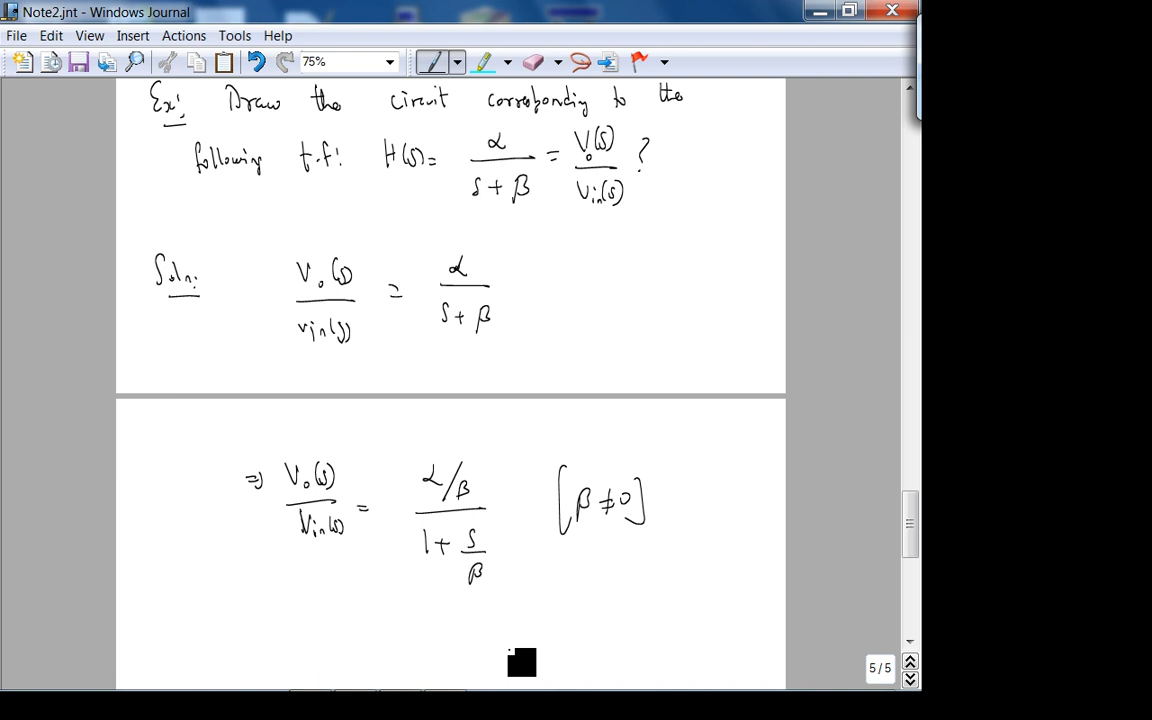 Note2.jnt - Windows Journal
File Edit View Insert Actions Tools Help
75%
Ex: Draw the circuit corresponding to the
following t.f: H(s) = α / (s + β) = V₀(s) / Vin(s) ?
Soln: V₀(s) / Vin(s) = α / (s + β)
⇒ V₀(s) / Vin(s) = (α/β) / (1 + s/β) [β ≠ 0]
5 / 5